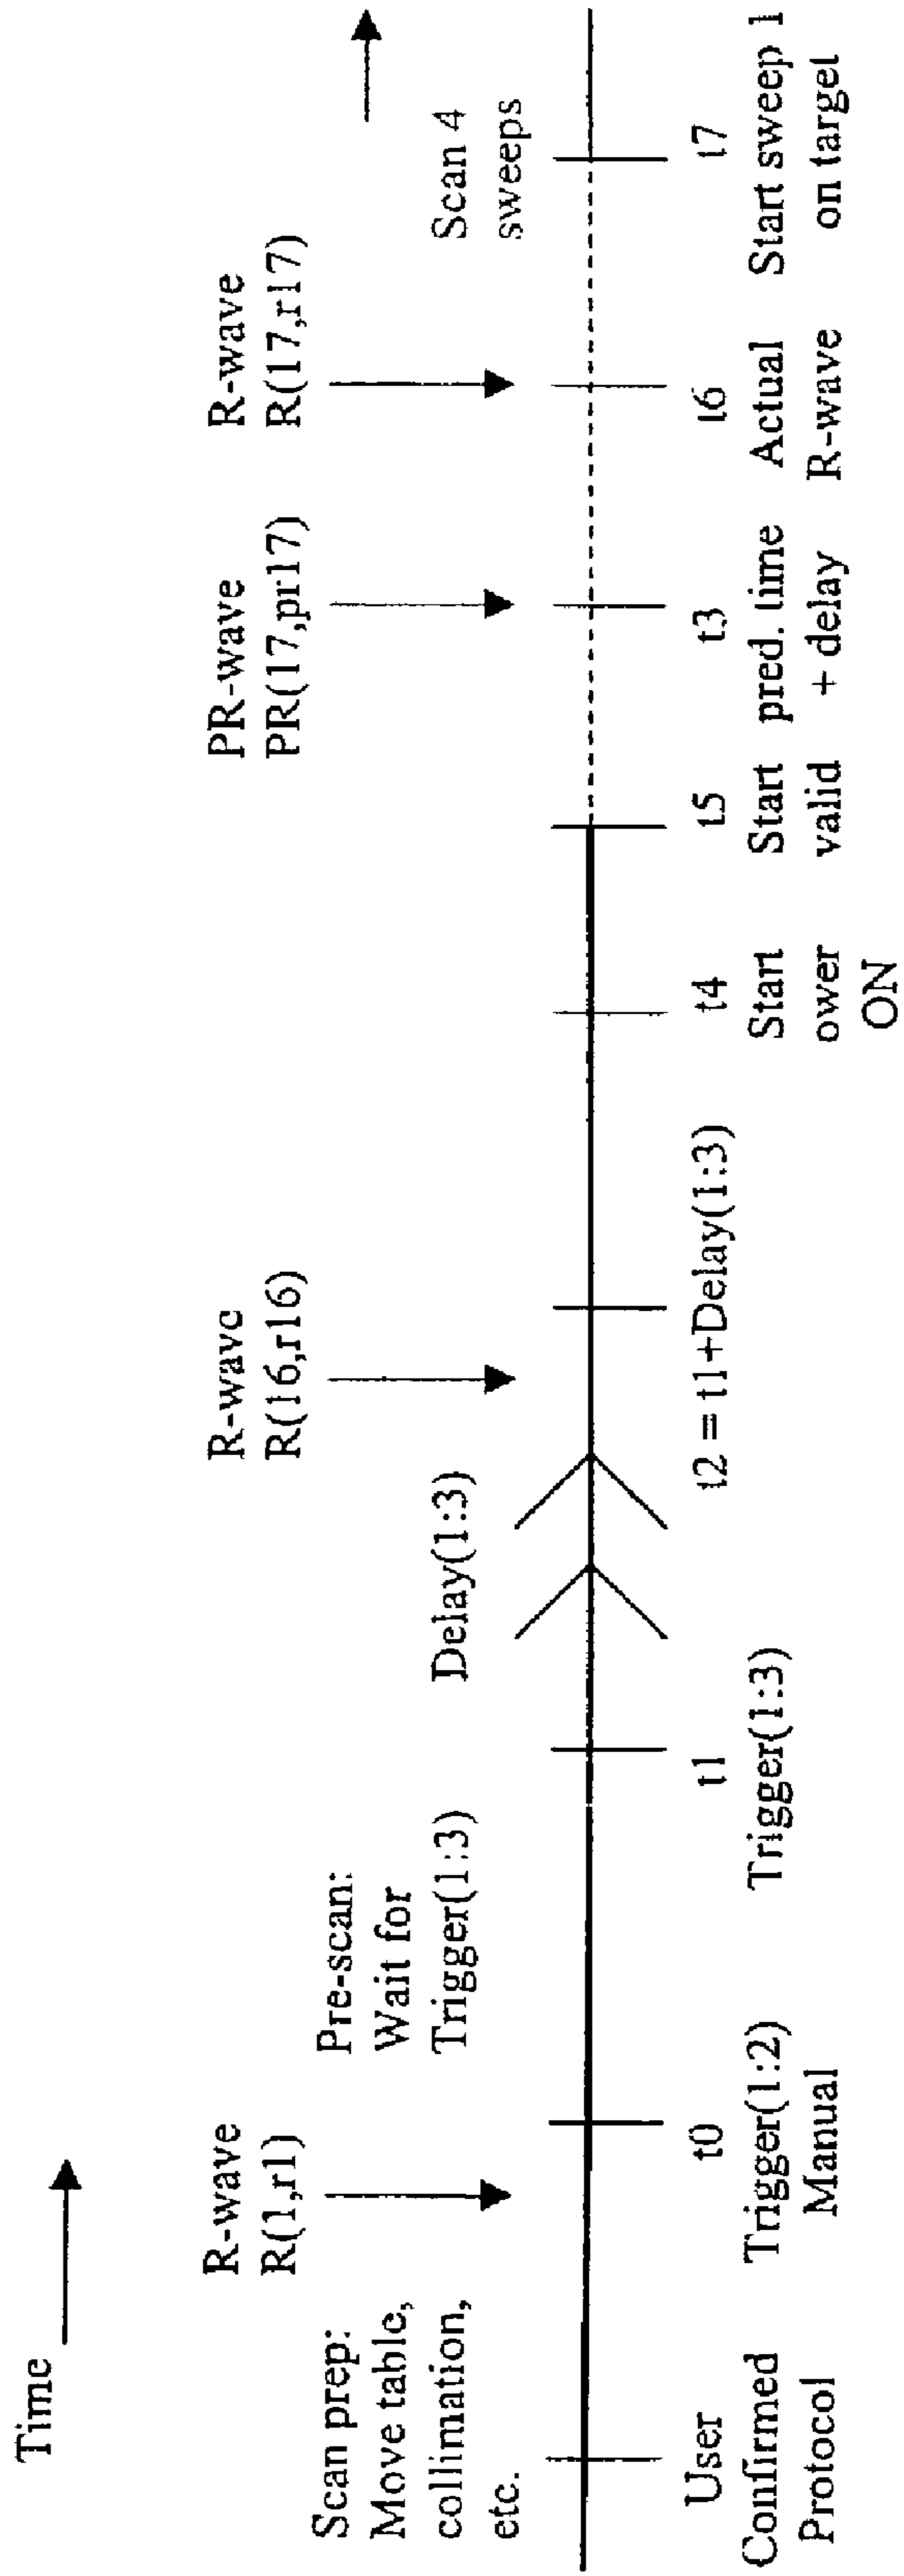 Time
Scan prep:
Move table,
collimation,
etc.
R-wave
R(1,r1)
Pre-scan:
Wait for
Trigger(1:3)
Delay(1:3)
R-wave
R(16,r16)
PR-wave
PR(17,pr17)
R-wave
R(17,r17)
Scan 4
sweeps
User
Confirmed
Protocol
t0
Trigger(1:2)
Manual
t1
Trigger(1:3)
t2 = t1+Delay(1:3)
t4
Start
ower
ON
t5
Start
valid
t3
pred. time
+ delay
t6
Actual
R-wave
t7
Start sweep 1
on target